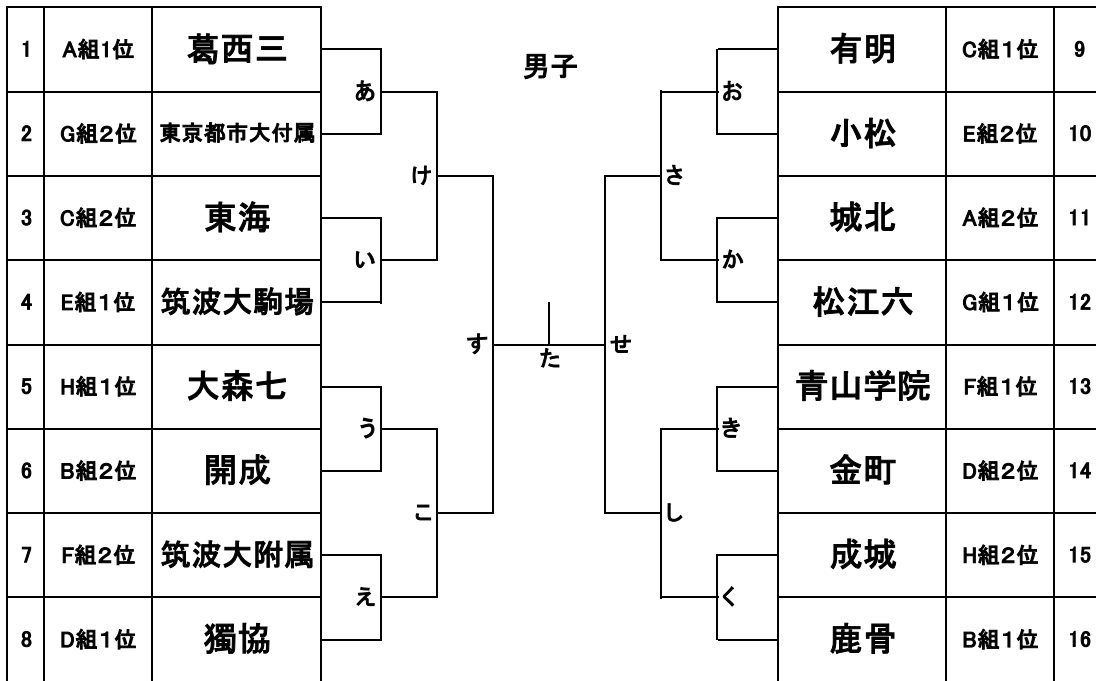 男子
1 A組1位 葛西三
2 G組2位 東京都市大付属
3 C組2位 東海
4 E組1位 筑波大駒場
5 H組1位 大森七
6 B組2位 開成
7 F組2位 筑波大附属
8 D組1位 獨協
あ
い
う
え
け
こ
す
た
せ
さ
し
お
か
き
く
有明 C組1位 9
小松 E組2位 10
城北 A組2位 11
松江六 G組1位 12
青山学院 F組1位 13
金町 D組2位 14
成城 H組2位 15
鹿骨 B組1位 16